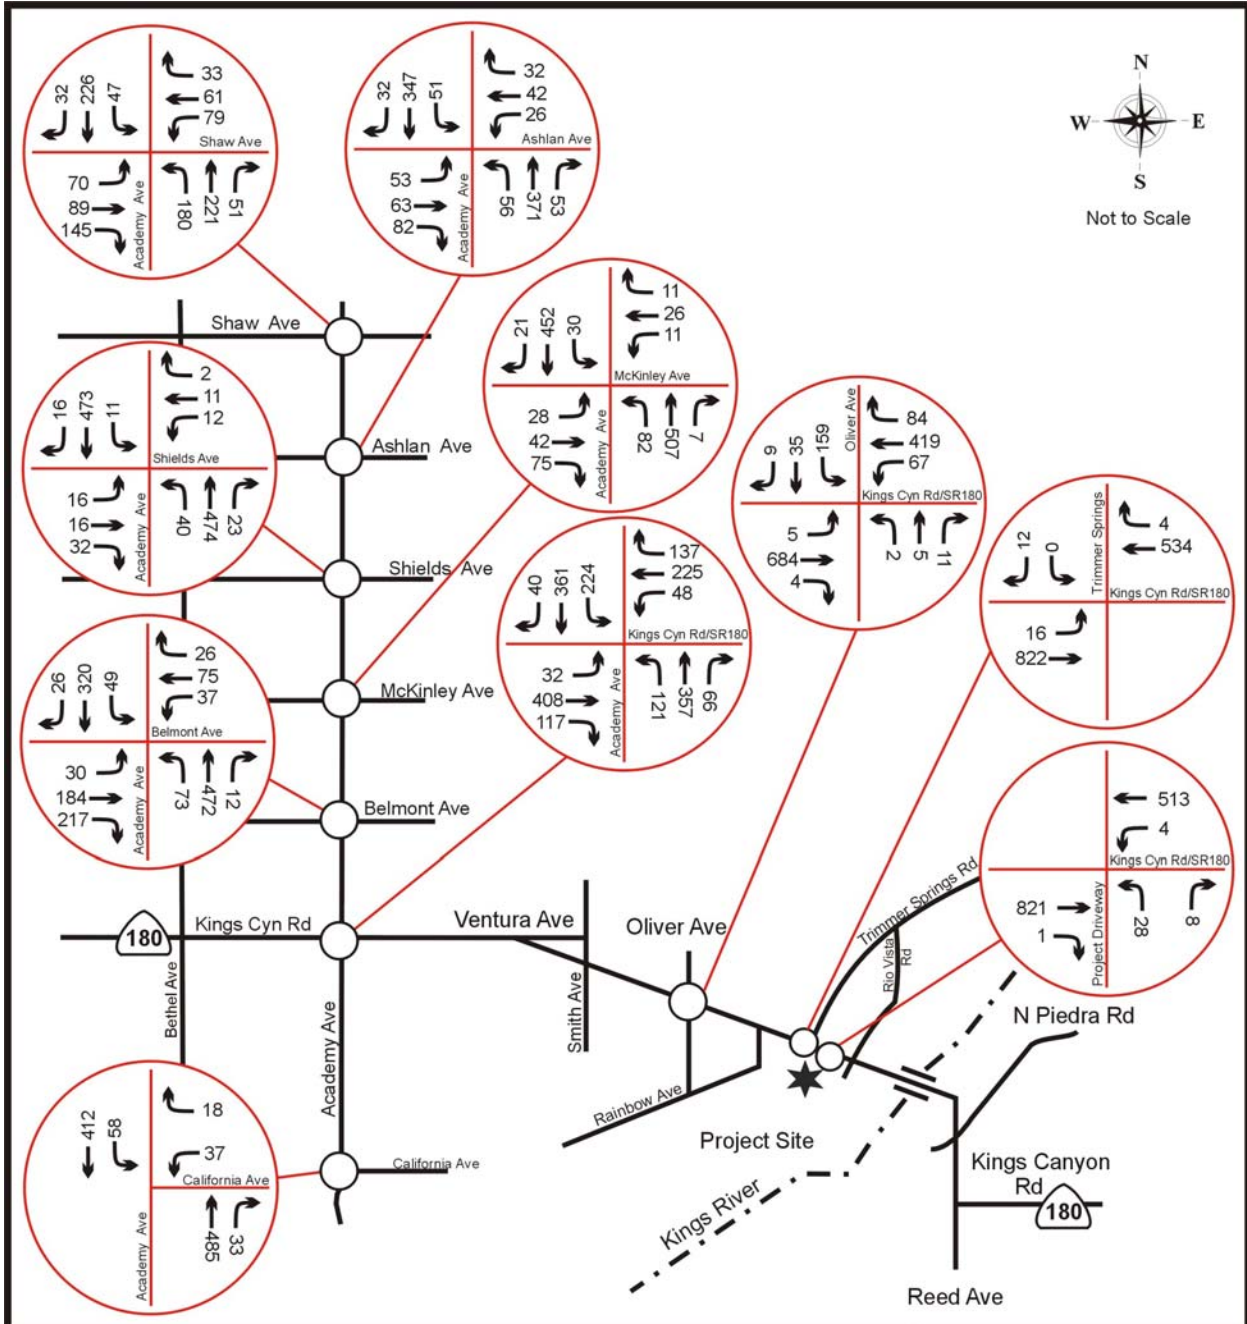 32
226
47
33
61
79
Shaw Ave
70
89
145
Academy Ave
180
221
51
32
347
51
32
42
26
Ashlan Ave
53
63
82
Academy Ave
56
371
53
N
W
E
S
Not to Scale
Shaw Ave
21
452
30
11
26
11
McKinley Ave
28
42
75
Academy Ave
82
507
7
16
473
11
2
11
12
Shields Ave
16
16
32
Academy Ave
40
474
23
Ashlan Ave
9
35
159
Oliver Ave
84
419
67
Kings Cyn Rd/SR180
5
684
4
2
5
11
12
0
Trimmer Springs
4
534
Kings Cyn Rd/SR180
16
822
Shields Ave
40
361
224
137
225
48
Kings Cyn Rd/SR180
32
408
117
Academy Ave
121
357
66
26
320
49
26
75
37
Belmont Ave
30
184
217
Academy Ave
73
472
12
McKinley Ave
Belmont Ave
513
4
Kings Cyn Rd/SR180
821
1
Project Driveway
28
8
180
Kings Cyn Rd
Ventura Ave
Oliver Ave
Trimmer Springs Rd
Rio Vista
Rd
Bethel Ave
Academy Ave
Smith Ave
N Piedra Rd
Rainbow Ave
Project Site
Kings River
Kings Canyon
Rd
180
Reed Ave
412
58
18
37
California Ave
Academy Ave
485
33
California Ave